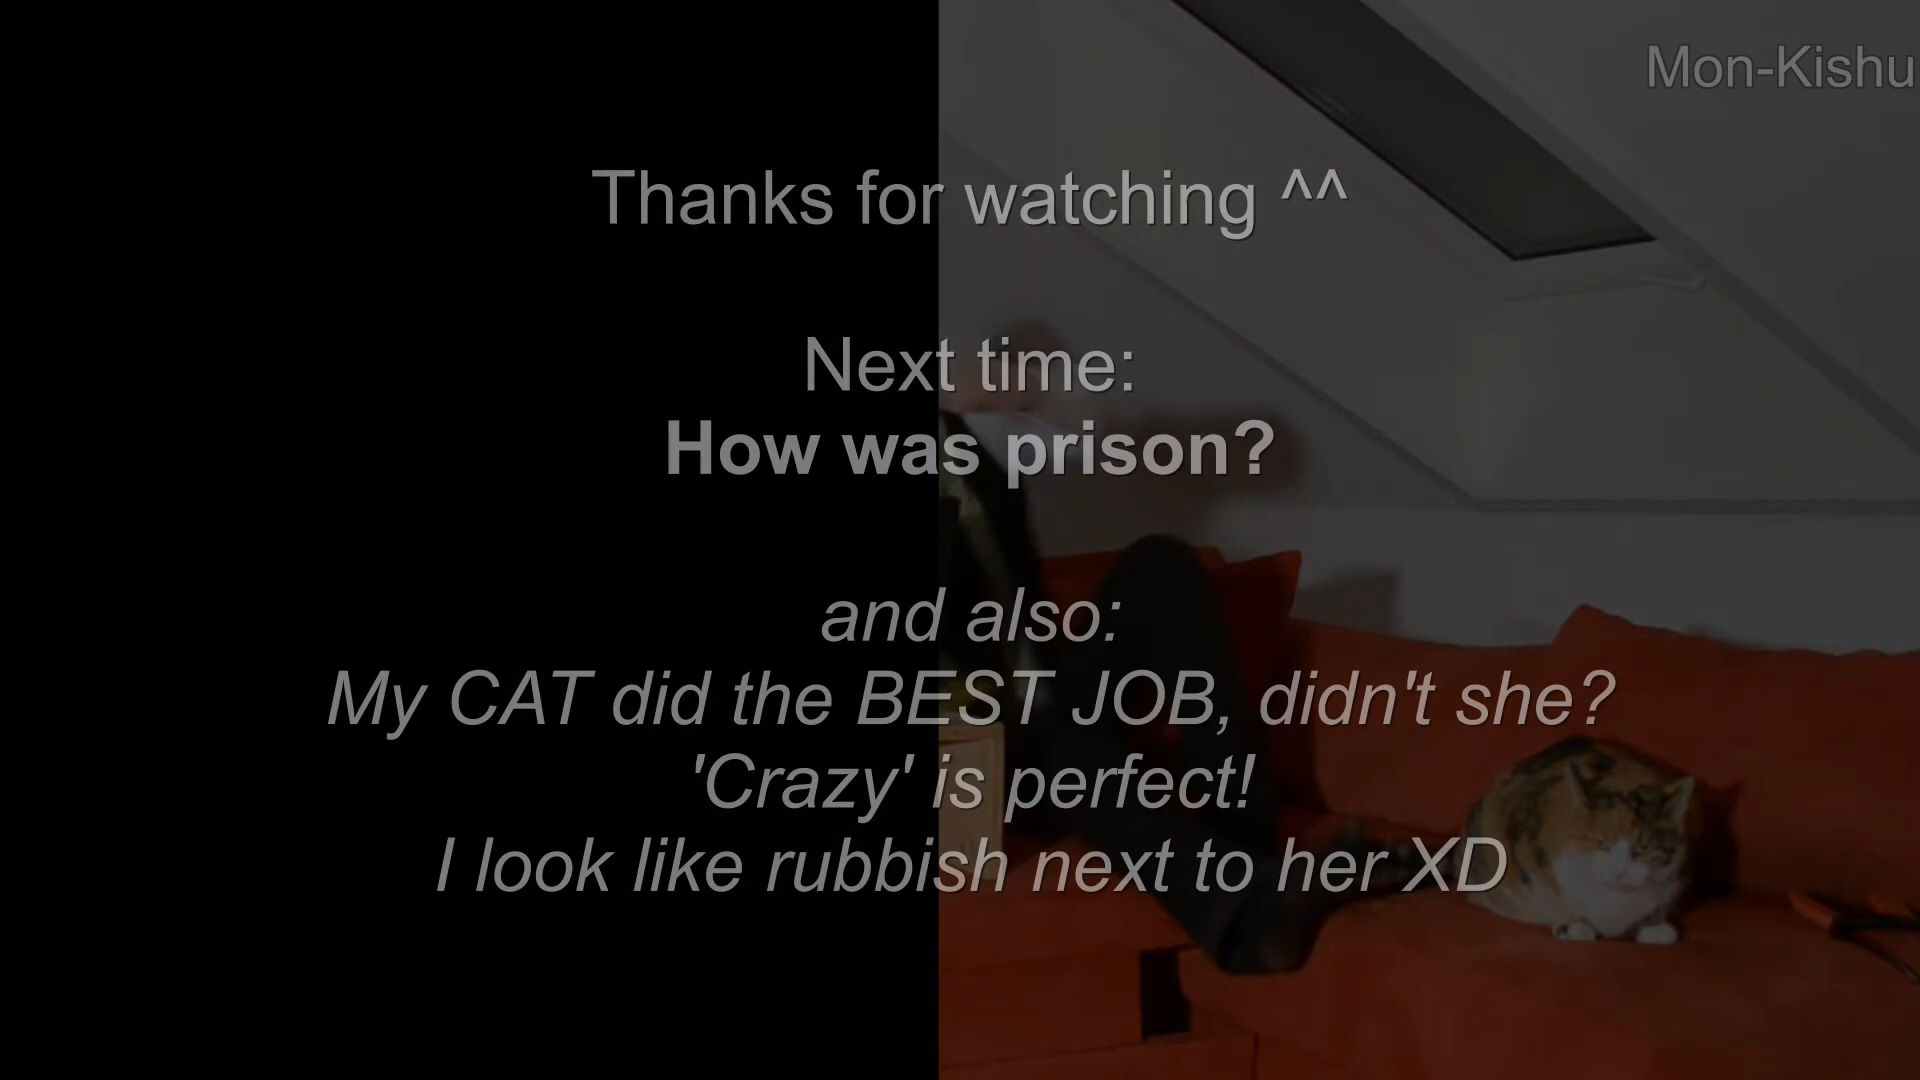 Mon-Kishu
Thanks for watching ^^
Next time:
How was prison?
and also:
My CAT did the BEST JOB, didn't she?
'Crazy' is perfect!
I look like rubbish next to her XD